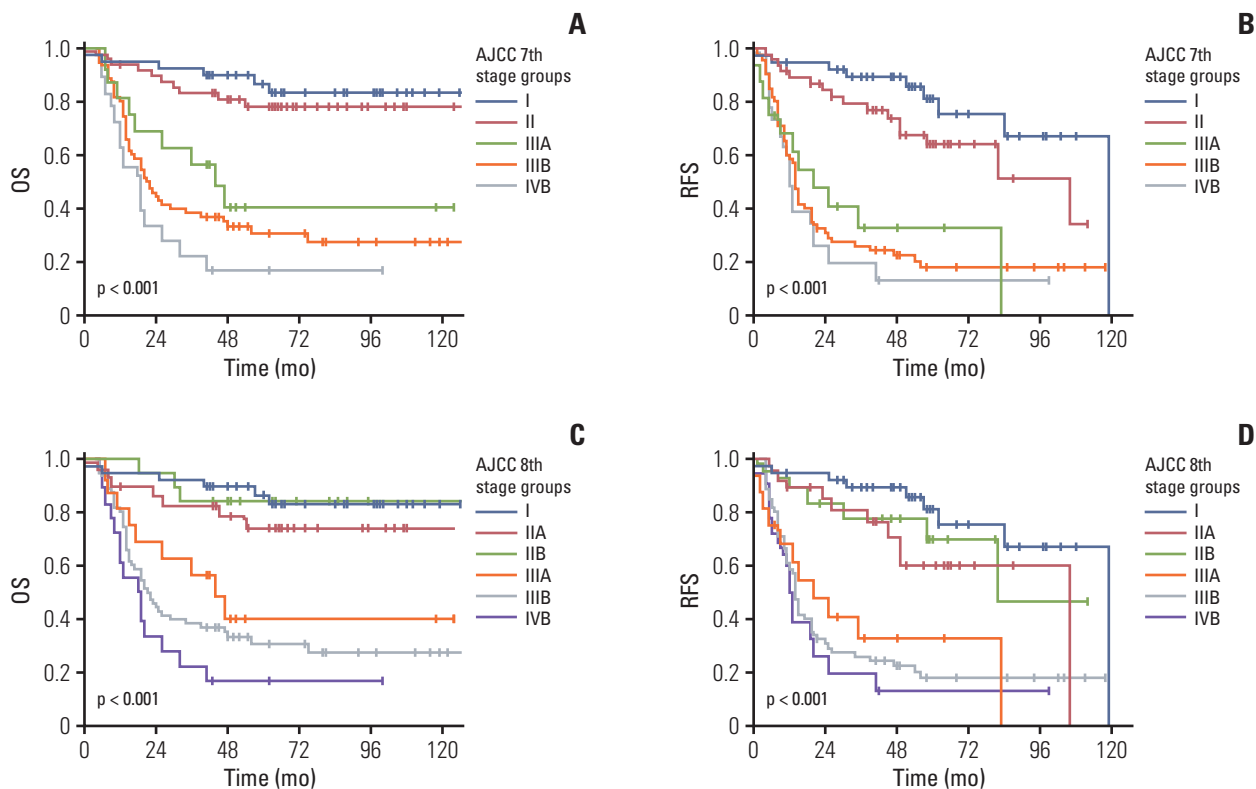 A
1.0
0.8
0.6
0.4
0.2
0
OS
p < 0.001
0 24 48 72 96 120
Time (mo)
AJCC 7th
stage groups
I
II
IIIA
IIIB
IVB
B
1.0
0.8
0.6
0.4
0.2
0
RFS
p < 0.001
0 24 48 72 96 120
Time (mo)
AJCC 7th
stage groups
I
II
IIIA
IIIB
IVB
C
1.0
0.8
0.6
0.4
0.2
0
OS
p < 0.001
0 24 48 72 96 120
Time (mo)
AJCC 8th
stage groups
I
IIA
IIB
IIIA
IIIB
IVB
D
1.0
0.8
0.6
0.4
0.2
0
RFS
p < 0.001
0 24 48 72 96 120
Time (mo)
AJCC 8th
stage groups
I
IIA
IIB
IIIA
IIIB
IVB